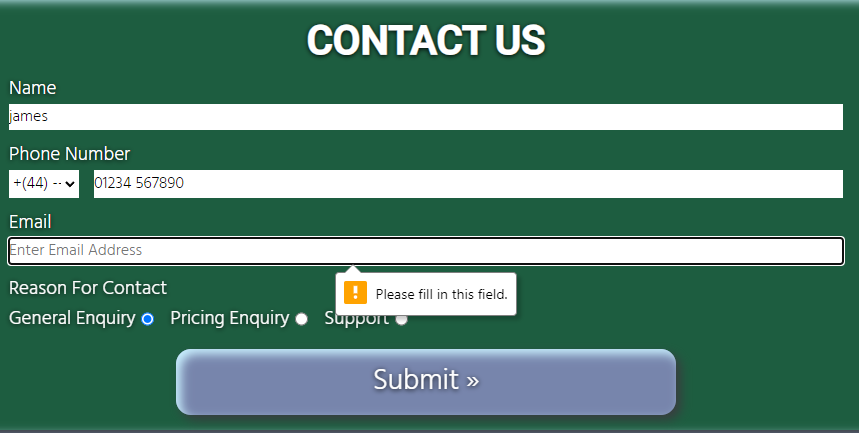 CONTACT US
Name
james
Phone Number
+(44) -- 01234 567890
Email
Enter Email Address
Please fill in this field.
Reason For Contact
General Enquiry Pricing Enquiry Support
Submit »